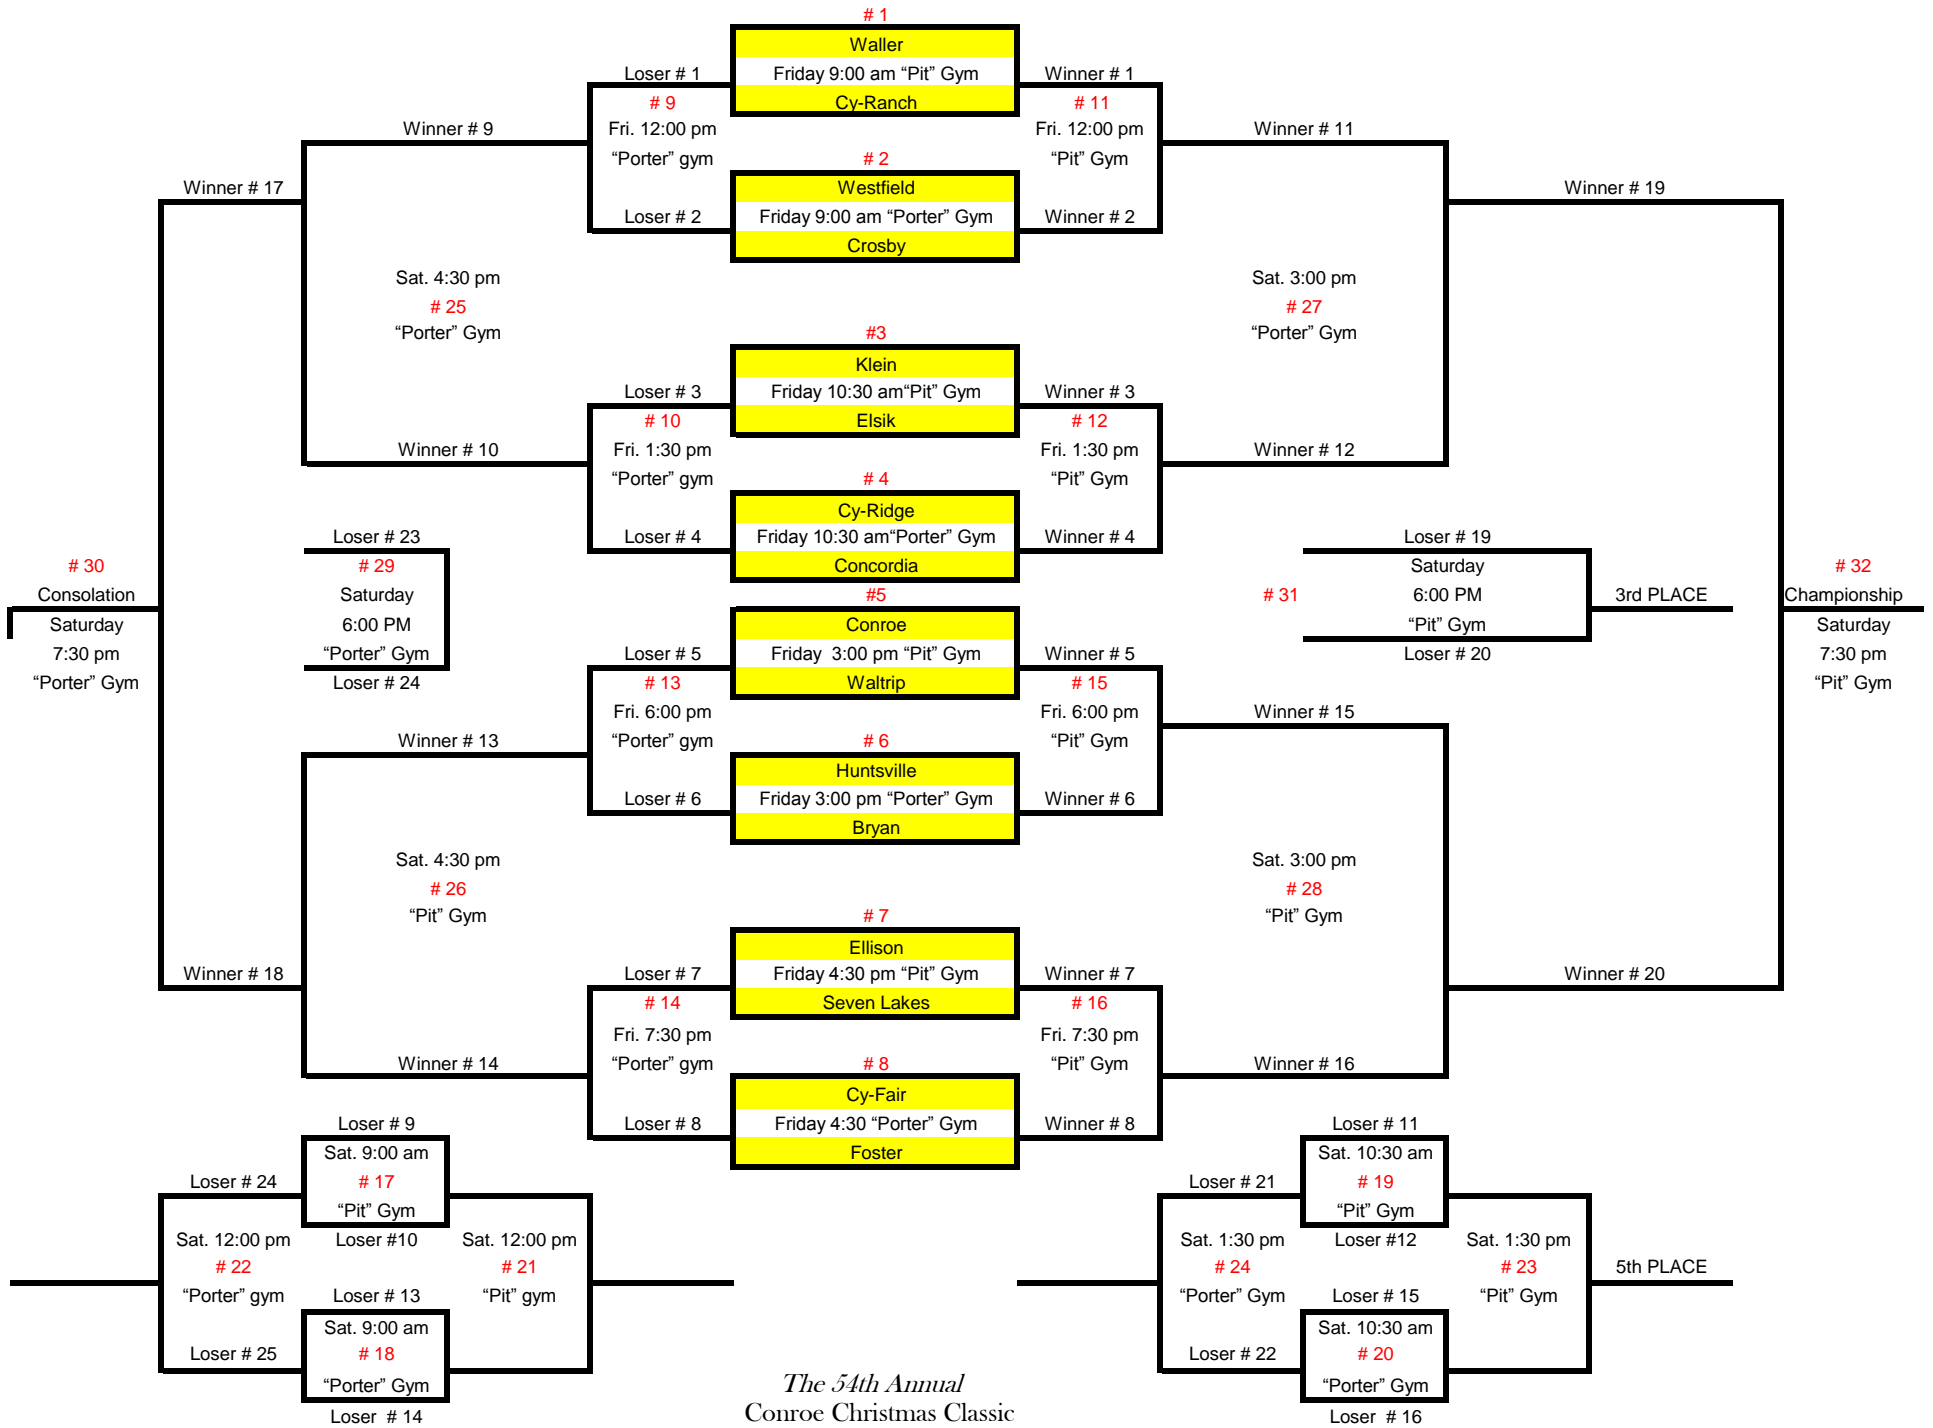 # 1
Waller
Loser # 1
Friday 9:00 am “Pit” Gym
Winner # 1
# 9
Cy-Ranch
# 11
Winner # 9
Fri. 12:00 pm
Fri. 12:00 pm
Winner # 11
“Porter” gym
# 2
“Pit” Gym
Winner # 17
Westfield
Winner # 19
Loser # 2
Friday 9:00 am “Porter” Gym
Winner # 2
Crosby
Sat. 4:30 pm
Sat. 3:00 pm
# 25
# 27
“Porter” Gym
#3
“Porter” Gym
Klein
Loser # 3
Friday 10:30 am“Pit” Gym
Winner # 3
# 10
Elsik
# 12
Winner # 10
Fri. 1:30 pm
Fri. 1:30 pm
Winner # 12
“Porter” gym
# 4
“Pit” Gym
Cy-Ridge
Loser # 23
Loser # 4
Friday 10:30 am“Porter” Gym
Winner # 4
Loser # 19
# 30
# 29
Concordia
Saturday
# 32
Consolation
Saturday
#5
# 31
6:00 PM
3rd PLACE
Championship
Saturday
6:00 PM
Conroe
“Pit” Gym
Saturday
7:30 pm
“Porter” Gym
Loser # 5
Friday 3:00 pm “Pit” Gym
Winner # 5
Loser # 20
7:30 pm
“Porter” Gym
Loser # 24
# 13
Waltrip
# 15
“Pit” Gym
Fri. 6:00 pm
Fri. 6:00 pm
Winner # 15
Winner # 13
“Porter” gym
# 6
“Pit” Gym
Huntsville
Loser # 6
Friday 3:00 pm “Porter” Gym
Winner # 6
Bryan
Sat. 4:30 pm
Sat. 3:00 pm
# 26
# 28
“Pit” Gym
# 7
“Pit” Gym
Ellison
Winner # 18
Loser # 7
Friday 4:30 pm “Pit” Gym
Winner # 7
Winner # 20
# 14
Seven Lakes
# 16
Fri. 7:30 pm
Fri. 7:30 pm
Winner # 14
“Porter” gym
# 8
“Pit” Gym
Winner # 16
Cy-Fair
Loser # 9
Loser # 8
Friday 4:30 “Porter” Gym
Winner # 8
Loser # 11
Sat. 9:00 am
Foster
Sat. 10:30 am
Loser # 24
# 17
Loser # 21
# 19
“Pit” Gym
“Pit” Gym
Sat. 12:00 pm
Loser #10
Sat. 12:00 pm
Sat. 1:30 pm
Loser #12
Sat. 1:30 pm
# 22
# 21
# 24
# 23
5th PLACE
“Porter” gym
Loser # 13
“Pit” gym
“Porter” Gym
Loser # 15
“Pit” Gym
Sat. 9:00 am
Sat. 10:30 am
Loser # 25
# 18
Loser # 22
# 20
“Porter” Gym
“Porter” Gym
Loser # 14
Loser # 16
The 54th Annual
Conroe Christmas Classic